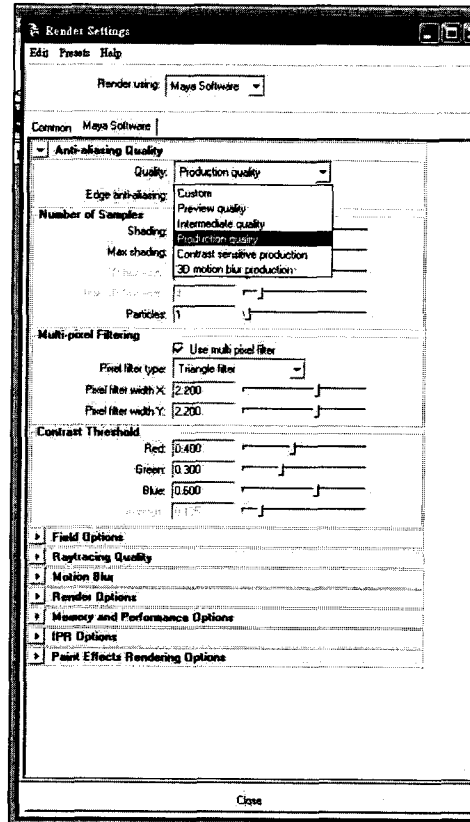 Render Settings
Edit Presets Help
Render using: Maya Software
Common Maya Software
Anti-aliasing Quality
Quality: Production quality
Edge anti-aliasing: Custom
Preview quality
Number of Samples
Intermediate quality
Shading:
Production quality
Max shading:
Contrast sensitive production
3D motion blur production
Particles: 1
Multi-pixel Filtering
Use multi pixel filter
Pixel filter type: Triangle filter
Pixel filter width X: 2.200
Pixel filter width Y: 2.200
Contrast Threshold
Red: 0.400
Green: 0.300
Blue: 0.600
Field Options
Raytracing Quality
Motion Blur
Render Options
Memory and Performance Options
IPR Options
Paint Effects Rendering Options
Close